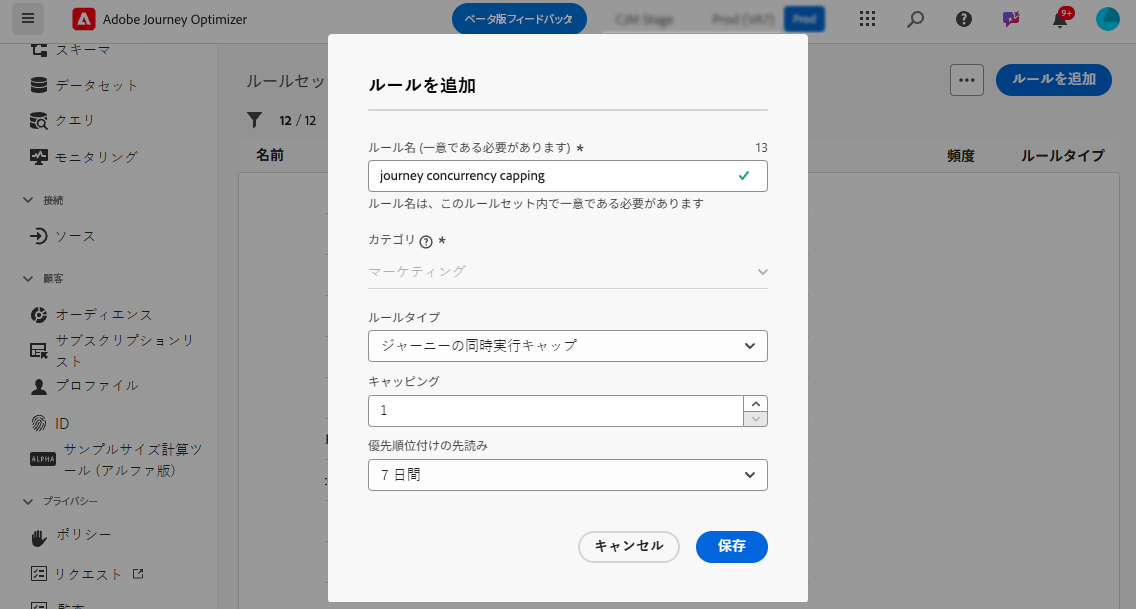 Adobe Journey Optimizer
ベータ版フィードバック
C2M Stage
Prod (VA7)
Prod
9+
スキーマ
データセット
クエリ
モニタリング
接続
ソース
顧客
オーディエンス
サブスクリプションリ
スト
プロファイル
ID
ALPHA
サンプルサイズ計算ツ
ール (アルファ版)
プライバシー
ポリシー
リクエスト
監査
ルールセッ
ルールを追加
12 / 12
名前
頻度
ルールタイプ
ルールを追加
ルール名 (一意である必要があります) *
13
journey concurrency capping
ルール名は、このルールセット内で一意である必要があります
カテゴリ *
マーケティング
ルールタイプ
ジャーニーの同時実行キャップ
キャッピング
1
優先順位付けの先読み
7 日間
キャンセル
保存